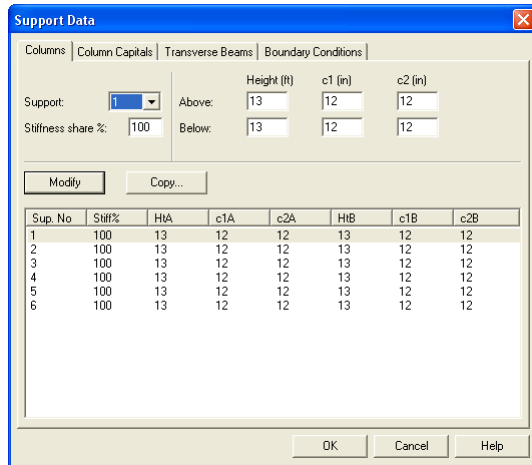 Support Data
Columns Column Capitals Transverse Beams Boundary Conditions
Height (ft) c1 (in) c2 (in)
Support: 1 Above: 13 12 12
Stiffness share %: 100 Below: 13 12 12
Modify Copy...
Sup. No Stiff% HtA c1A c2A HtB c1B c2B
1 100 13 12 12 13 12 12
2 100 13 12 12 13 12 12
3 100 13 12 12 13 12 12
4 100 13 12 12 13 12 12
5 100 13 12 12 13 12 12
6 100 13 12 12 13 12 12
OK Cancel Help